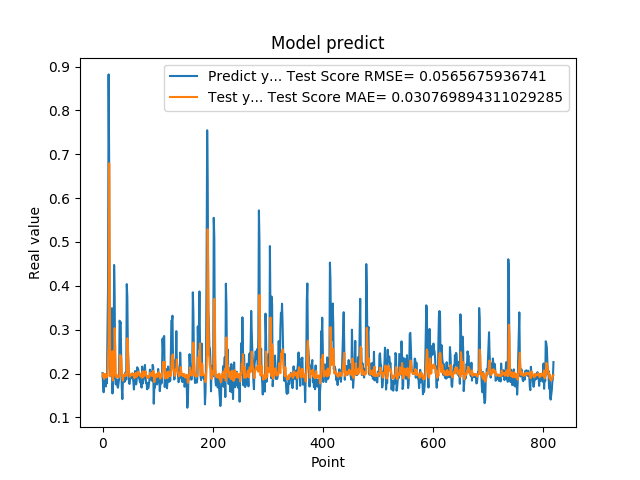 Model predict
Predict y... Test Score RMSE= 0.0565675936741
Test y... Test Score MAE= 0.030769894311029285
0.9
0.8
0.7
0.6
0.5
0.4
0.3
0.2
0.1
Real value
0 200 400 600 800
Point